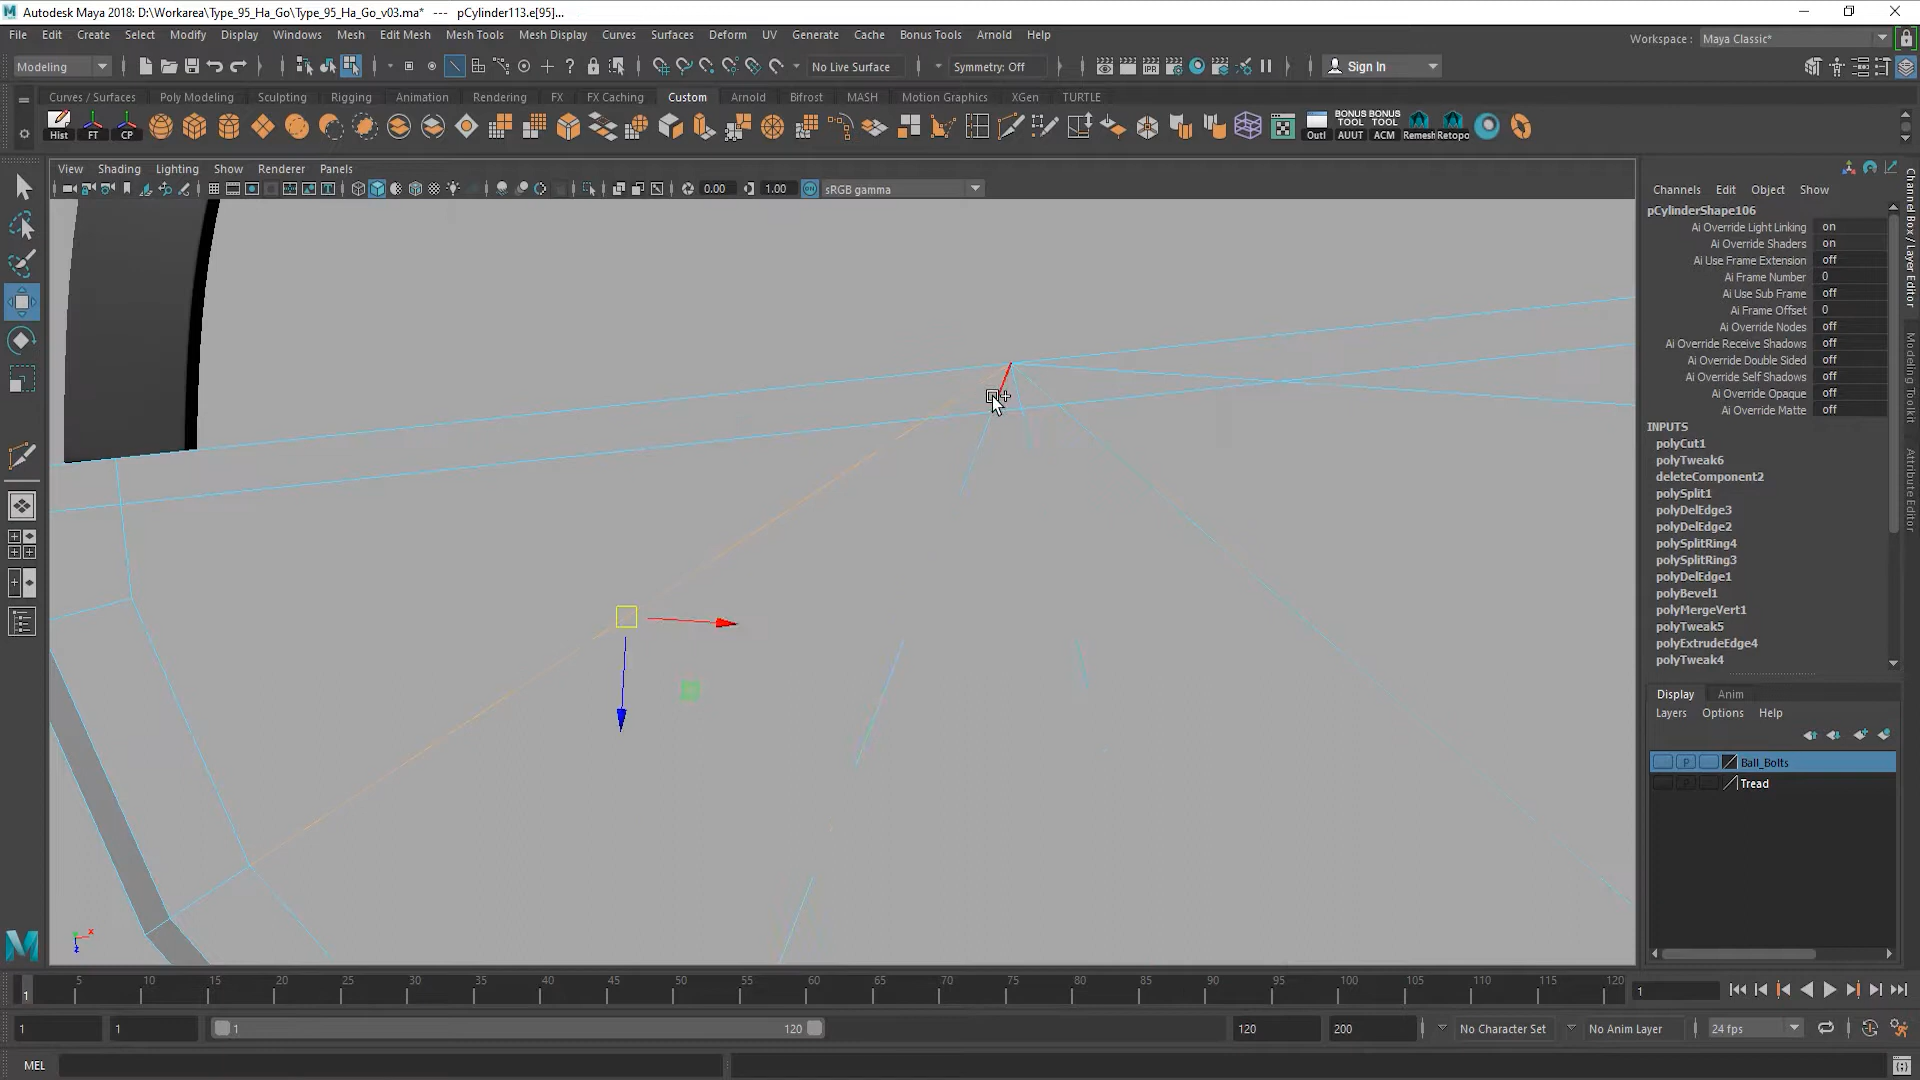 Autodesk Maya 2018: D:\Workarea\Type_95_Ha_Go\Type_95_Ha_Go_v03.ma* --- pCylinder113.e[95]...
File Edit Create Select Modify Display Windows Mesh Edit Mesh Mesh Tools Mesh Display Curves Surfaces Deform UV Generate Cache Bonus Tools Arnold Help
Workspace : Maya Classic*
Modeling No Live Surface Symmetry: Off Sign In
Curves / Surfaces Poly Modeling Sculpting Rigging Animation Rendering FX FX Caching Custom Arnold Bifrost MASH Motion Graphics XGen TURTLE
BONUS TOOL BONUS TOOL
Hist FT CP Outl AUUT ACM Remesh Retopo
View Shading Lighting Show Renderer Panels
0.00 1.00 ON sRGB gamma
Channels Edit Object Show
pCylinderShape106
Ai Override Light Linking on
Ai Override Shaders on
Ai Use Frame Extension off
Ai Frame Number 0
Ai Use Sub Frame off
Ai Frame Offset 0
Ai Override Nodes off
Ai Override Receive Shadows off
Ai Override Double Sided off
Ai Override Self Shadows off
Ai Override Opaque off
Ai Override Matte off
INPUTS
polyCut1
polyTweak6
deleteComponent2
polySplit1
polyDelEdge3
polyDelEdge2
polySplitRing4
polySplitRing3
polyDelEdge1
polyBevel1
polyMergeVert1
polyTweak5
polyExtrudeEdge4
polyTweak4
Channel Box / Layer Editor
Modeling Toolkit
Attribute Editor
Display Anim
Layers Options Help
P Ball_Bolts
P Tread
x
z
M
5 10 15 20 25 30 35 40 45 50 55 60 65 70 75 80 85 90 95 100 105 110 115 120
1 1
1 1 1 120 120 200 No Character Set No Anim Layer 24 fps
MEL